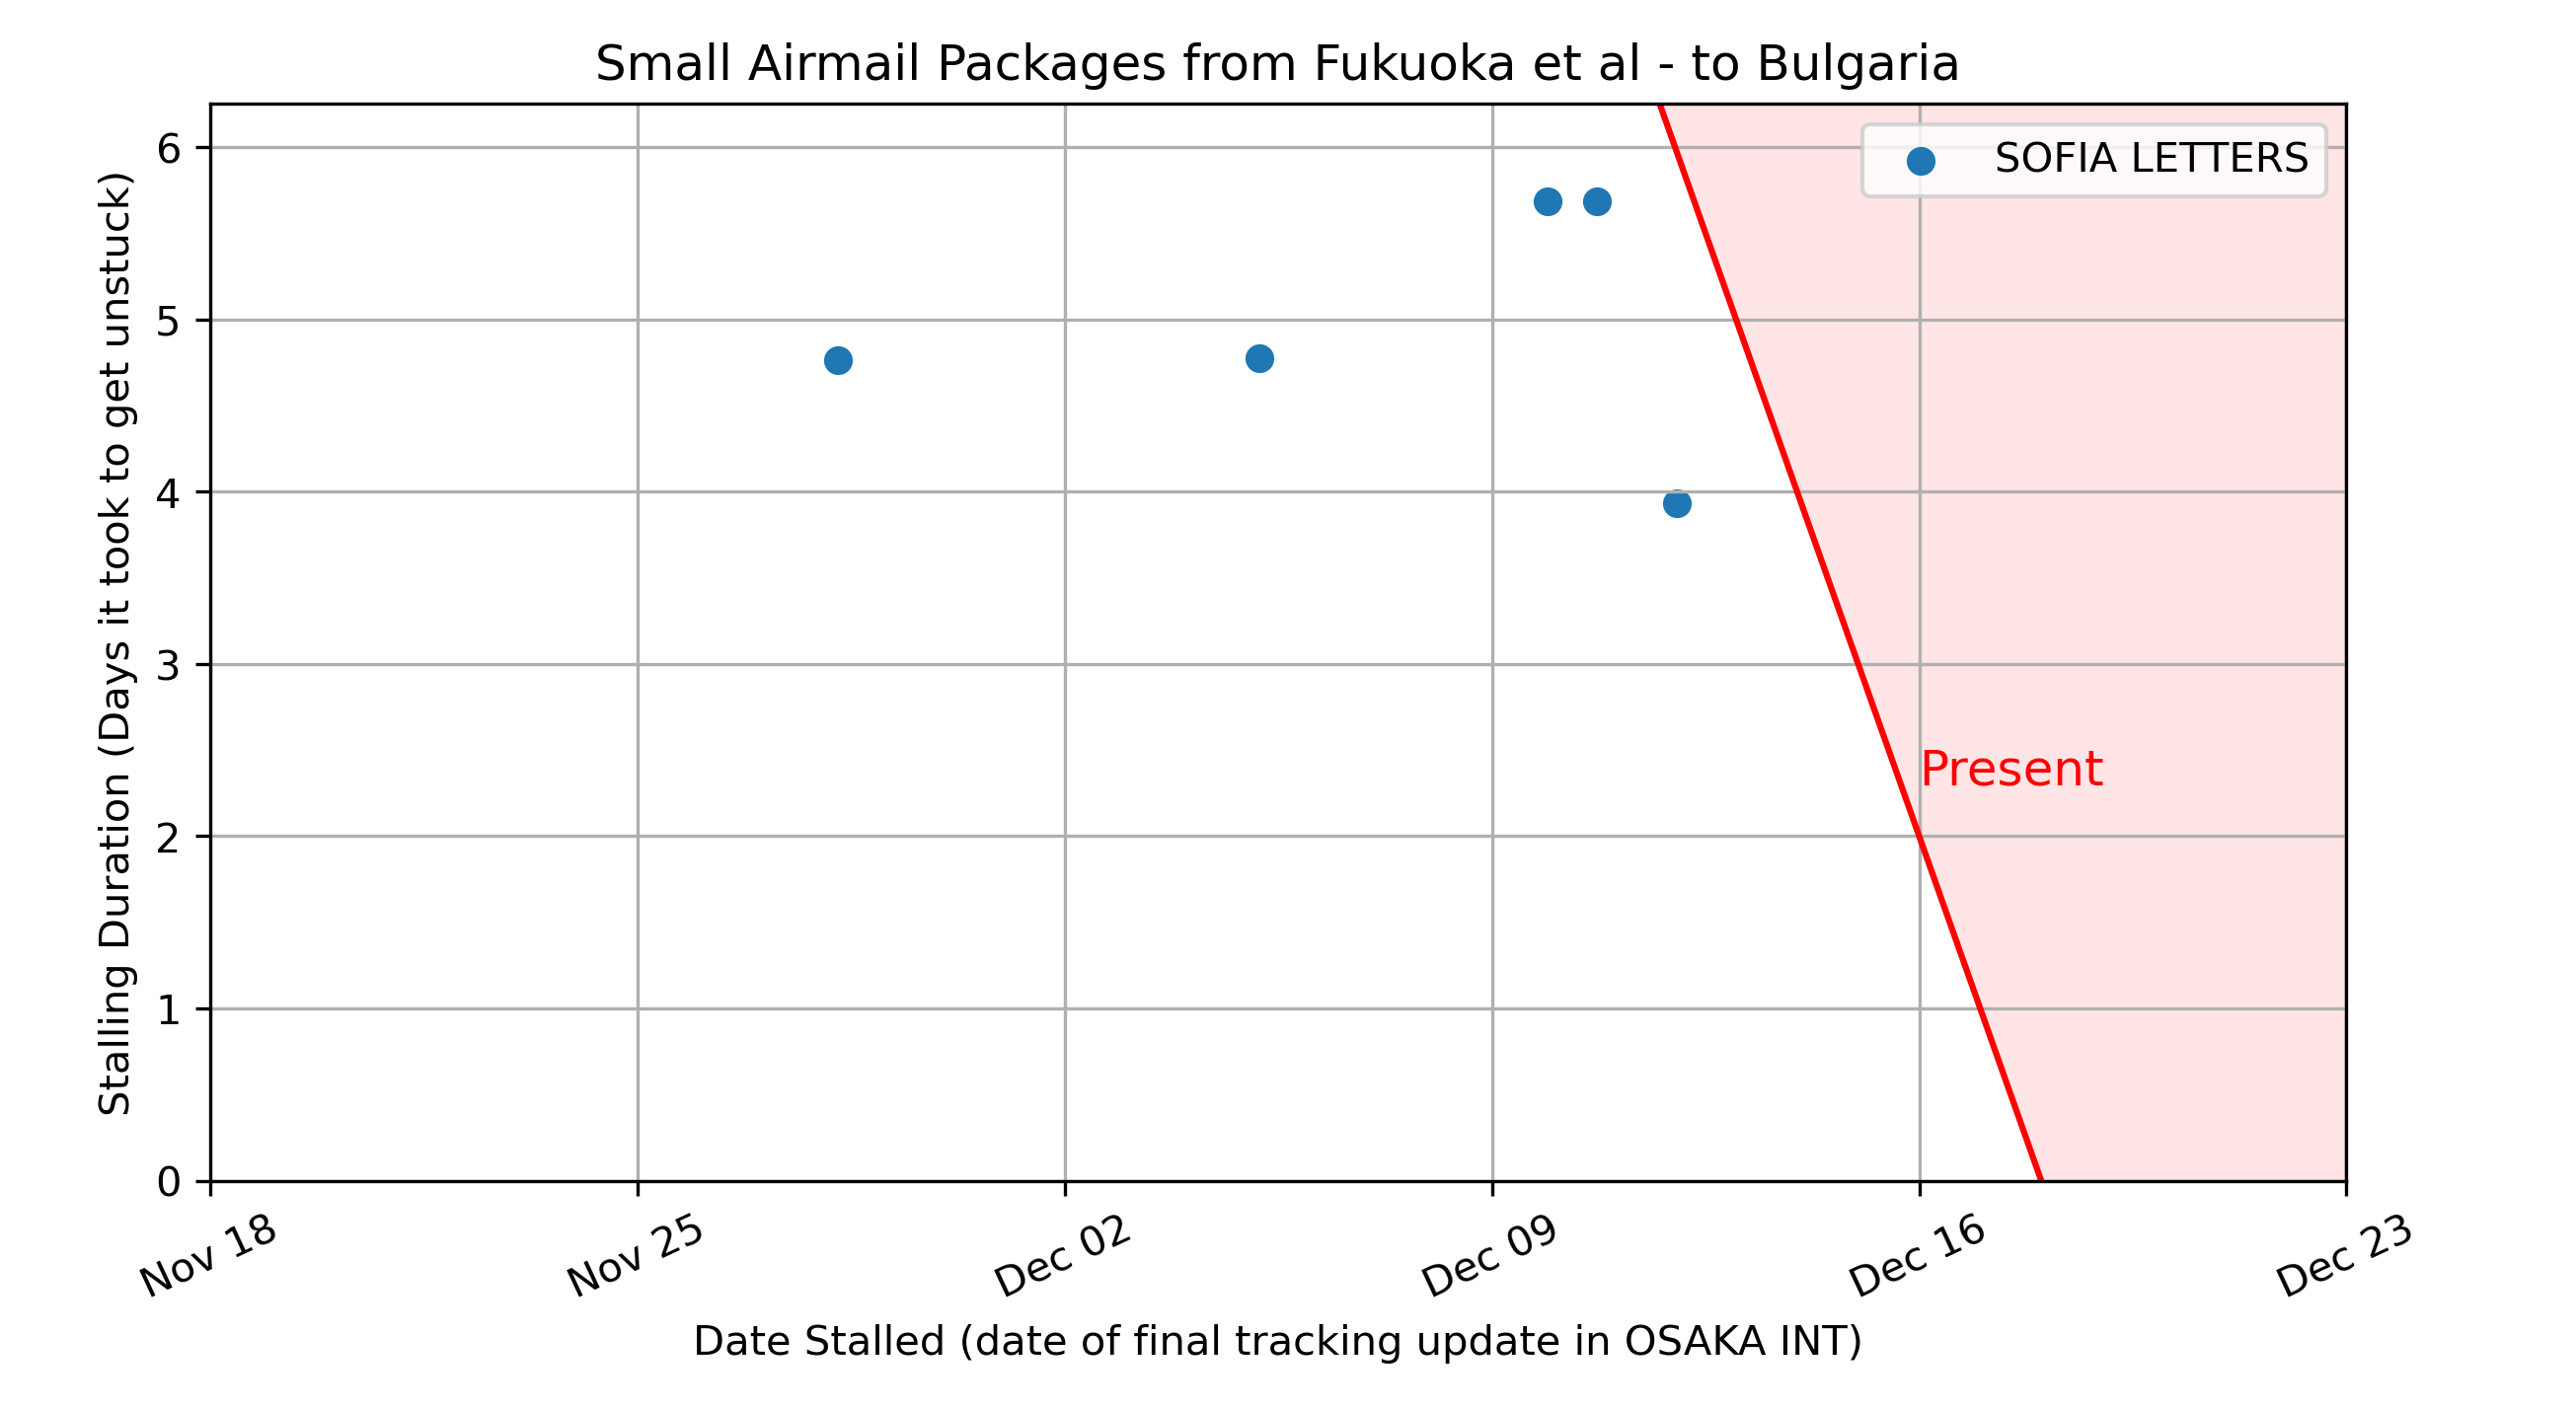 Small Airmail Packages from Fukuoka et al - to Bulgaria
SOFIA LETTERS
Stalling Duration (Days it took to get unstuck)
6
5
4
3
2
1
0
Present
Nov 18
Nov 25
Dec 02
Dec 09
Dec 16
Dec 23
Date Stalled (date of final tracking update in OSAKA INT)